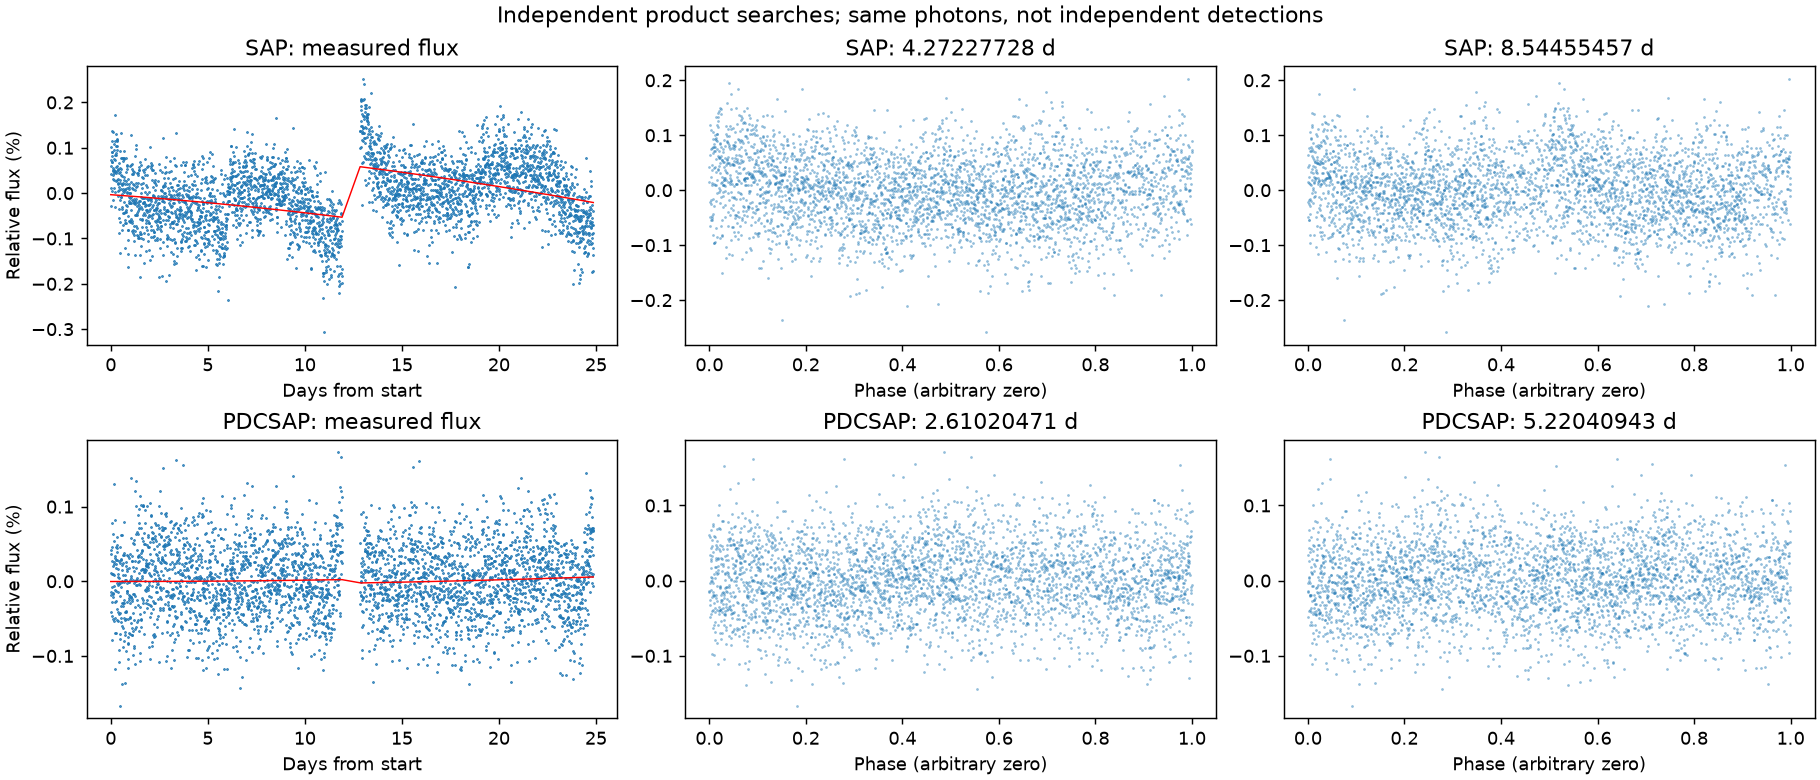 Independent product searches; same photons, not independent detections
SAP: measured flux
SAP: 4.27227728 d
SAP: 8.54455457 d
Relative flux (%)
0.2
0.1
0.0
−0.1
−0.2
−0.3
0 5 10 15 20 25
Days from start
0.2
0.1
0.0
−0.1
−0.2
0.0 0.2 0.4 0.6 0.8 1.0
Phase (arbitrary zero)
0.2
0.1
0.0
−0.1
−0.2
0.0 0.2 0.4 0.6 0.8 1.0
Phase (arbitrary zero)
PDCSAP: measured flux
PDCSAP: 2.61020471 d
PDCSAP: 5.22040943 d
Relative flux (%)
0.1
0.0
−0.1
0 5 10 15 20 25
Days from start
0.1
0.0
−0.1
0.0 0.2 0.4 0.6 0.8 1.0
Phase (arbitrary zero)
0.1
0.0
−0.1
0.0 0.2 0.4 0.6 0.8 1.0
Phase (arbitrary zero)